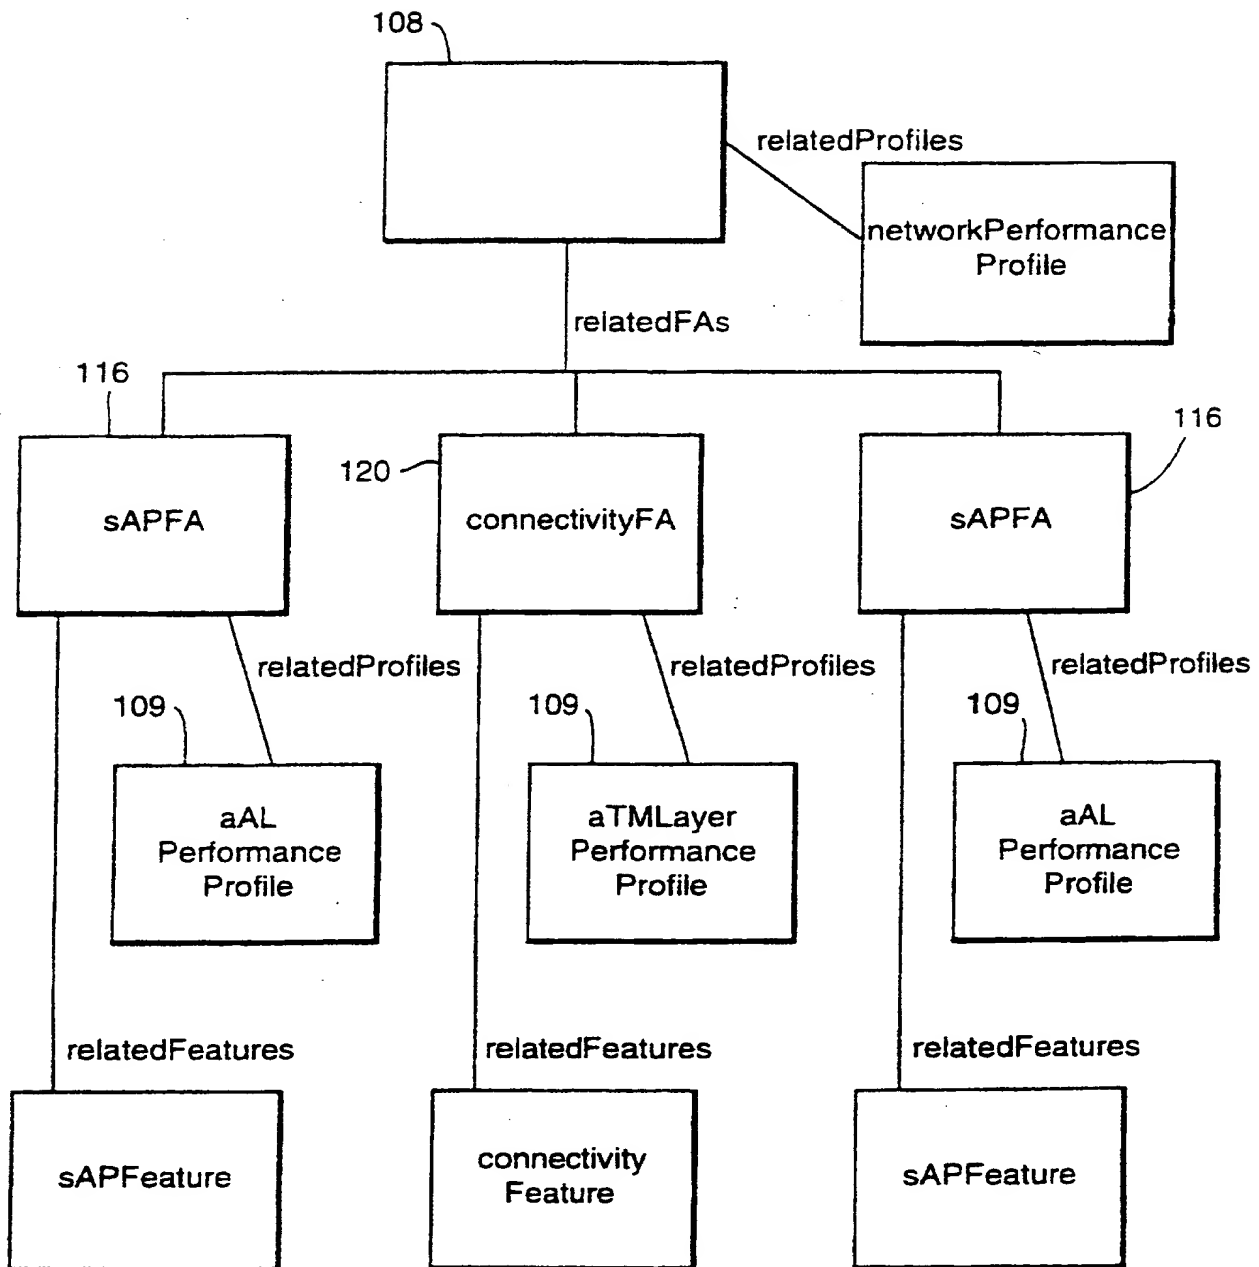 108
relatedProfiles
networkPerformance
Profile
relatedFAs
116
120
116
sAPFA
connectivityFA
sAPFA
relatedProfiles
relatedProfiles
relatedProfiles
109
109
109
aAL
Performance
Profile
aTMLayer
Performance
Profile
aAL
Performance
Profile
relatedFeatures
relatedFeatures
relatedFeatures
sAPFeature
connectivity
Feature
sAPFeature